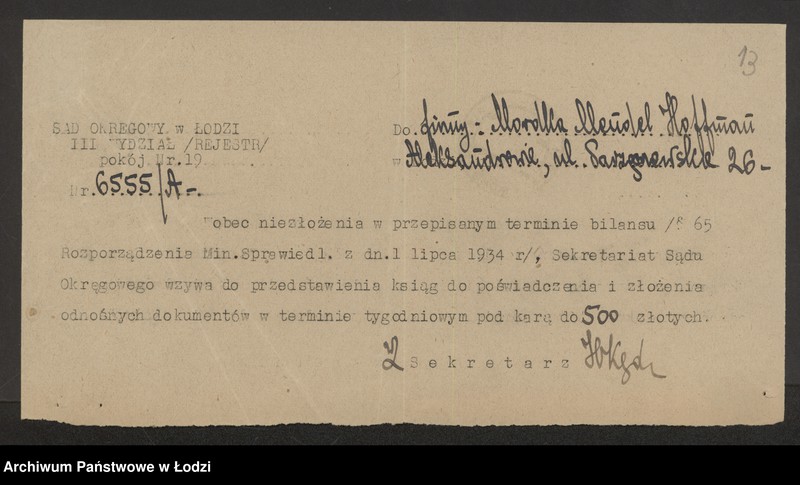 13
SĄD OKRĘGOWY w ŁODZI
III WYDZIAŁ /REJESTR/
pokój Nr.19
Nr. 6555/A-
Do firmy:- Mordka Mendel Hoffman
w Aleksandrowie, ul. 26-
Wobec niezłożenia w przepisanym terminie bilansu /§ 65
Rozporządzenia Min.Sprawiedl. z dn.1 lipca 1934 r/, Sekretariat Sądu
Okręgowego wzywa do przedstawienia ksiąg do poświadczenia i złożenia
odnośnych dokumentów w terminie tygodniowym pod karą do 500 złotych.
Sekretarz
Archiwum Państwowe w Łodzi